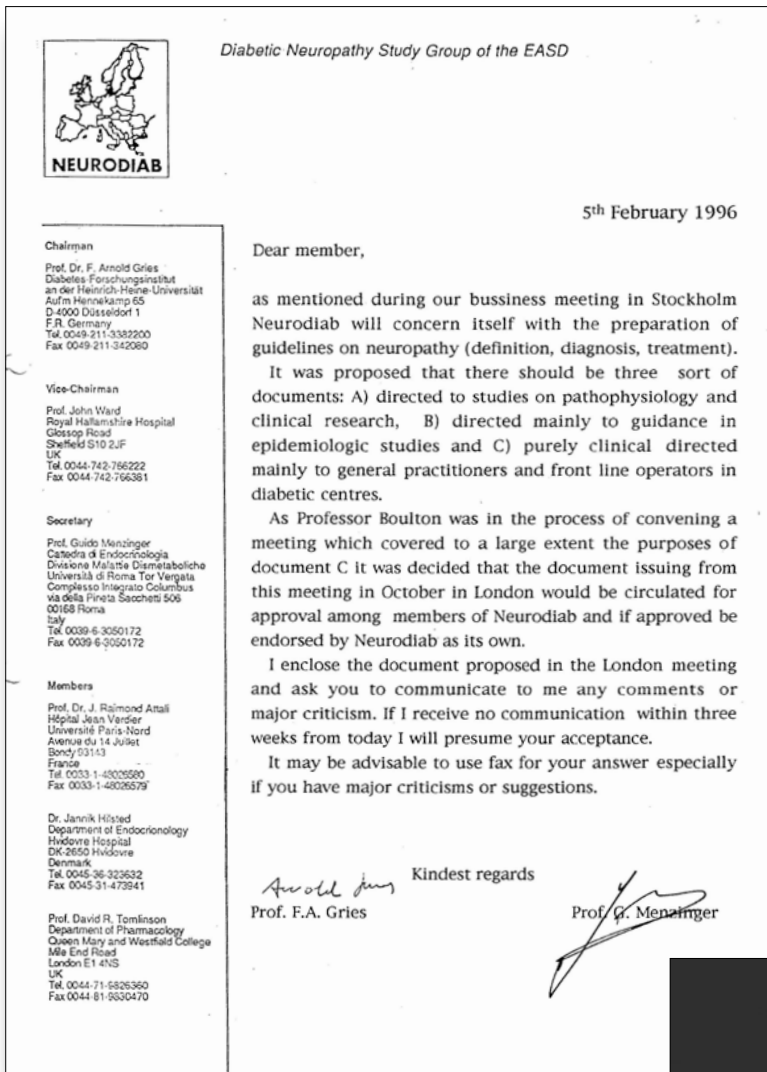 Diabetic Neuropathy Study Group of the EASD
NEURODIAB
5th February 1996
Chairman
Prof. Dr. F. Arnold Gries
Diabetes-Forschungsinstitut
an der Heinrich-Heine-Universität
Auf'm Hennekamp 65
D-4000 Düsseldorf 1
F.R. Germany
Tel. 0049-211-3382200
Fax 0049-211-342080
Vice-Chairman
Prof. John Ward
Royal Hallamshire Hospital
Glossop Road
Sheffield S10 2JF
UK
Tel. 0044-742-766222
Fax 0044-742-766381
Secretary
Prof. Guido Menzinger
Cattedra di Endocrinologia
Divisione Malattie Dismetaboliche
Università di Roma Tor Vergata
Complesso Integrato Columbus
via della Pineta Sacchetti 506
00168 Roma
Italy
Tel. 0039-6-3050172
Fax 0039-6-3050172
Members
Prof. Dr. J. Raimond Attali
Hôpital Jean Verdier
Université Paris-Nord
Avenue du 14 Juillet
Bondy 93143
France
Tel. 0033-1-48026580
Fax 0033-1-48026579
Dr. Jannik Hilsted
Department of Endocrionology
Hvidovre Hospital
DK-2650 Hvidovre
Denmark
Tel. 0045-36-323632
Fax 0045-31-473941
Prof. David R. Tomlinson
Department of Pharmacology
Queen Mary and Westfield College
Mile End Road
London E1 4NS
UK
Tel. 0044-71-9826360
Fax 0044-81-9830470
Dear member,
as mentioned during our bussiness meeting in Stockholm
Neurodiab will concern itself with the preparation of
guidelines on neuropathy (definition, diagnosis, treatment).
It was proposed that there should be three sort of
documents: A) directed to studies on pathophysiology and
clinical research, B) directed mainly to guidance in
epidemiologic studies and C) purely clinical directed
mainly to general practitioners and front line operators in
diabetic centres.
As Professor Boulton was in the process of convening a
meeting which covered to a large extent the purposes of
document C it was decided that the document issuing from
this meeting in October in London would be circulated for
approval among members of Neurodiab and if approved be
endorsed by Neurodiab as its own.
I enclose the document proposed in the London meeting
and ask you to communicate to me any comments or
major criticism. If I receive no communication within three
weeks from today I will presume your acceptance.
It may be advisable to use fax for your answer especially
if you have major criticisms or suggestions.
Kindest regards
Arnold
Prof. F.A. Gries
Prof. G. Menzinger